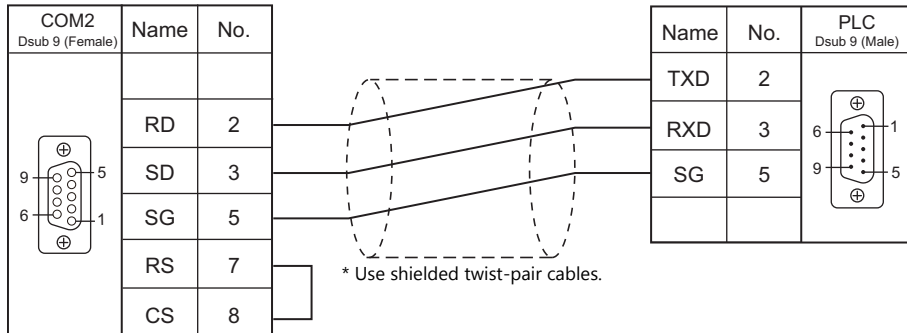 COM2
Dsub 9 (Female)
Name
No.
RD
2
SD
3
SG
5
RS
7
CS
8
9
5
6
1
* Use shielded twist-pair cables.
Name
No.
PLC
Dsub 9 (Male)
TXD
2
RXD
3
SG
5
6
1
9
5